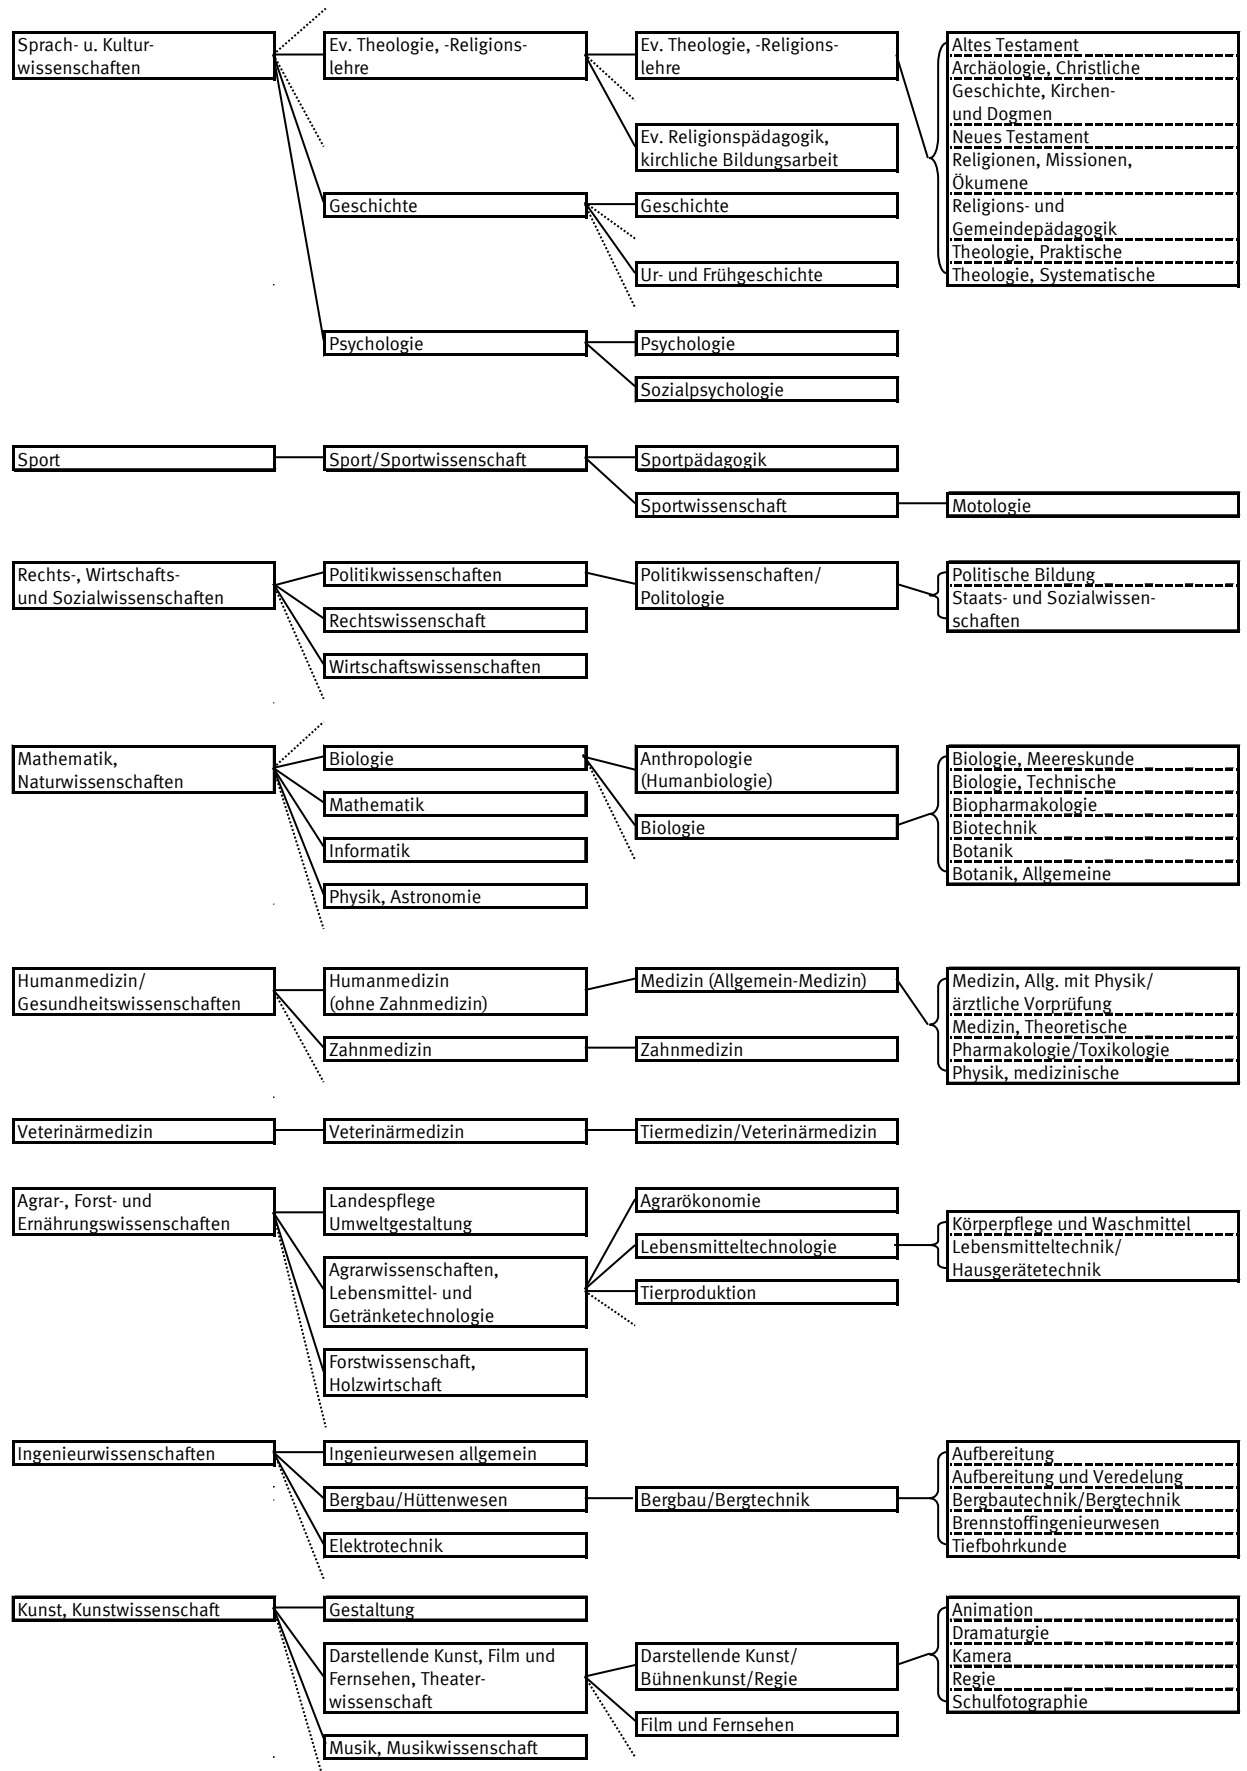 Sprach- u. Kultur-
wissenschaften
Ev. Theologie, -Religions-
lehre
Ev. Theologie, -Religions-
lehre
Ev. Religionspädagogik,
kirchliche Bildungsarbeit
Altes Testament
Archäologie, Christliche
Geschichte, Kirchen-
und Dogmen
Neues Testament
Religionen, Missionen,
Ökumene
Religions- und
Gemeindepädagogik
Theologie, Praktische
Theologie, Systematische
Geschichte
Geschichte
Ur- und Frühgeschichte
Psychologie
Psychologie
Sozialpsychologie
Sport
Sport/Sportwissenschaft
Sportpädagogik
Sportwissenschaft
Motologie
Rechts-, Wirtschafts-
und Sozialwissenschaften
Politikwissenschaften
Politikwissenschaften/
Politologie
Politische Bildung
Staats- und Sozialwissen-
schaften
Rechtswissenschaft
Wirtschaftswissenschaften
Mathematik,
Naturwissenschaften
Biologie
Anthropologie
(Humanbiologie)
Biologie
Biologie, Meereskunde
Biologie, Technische
Biopharmakologie
Biotechnik
Botanik
Botanik, Allgemeine
Mathematik
Informatik
Physik, Astronomie
Humanmedizin/
Gesundheitswissenschaften
Humanmedizin
(ohne Zahnmedizin)
Medizin (Allgemein-Medizin)
Medizin, Allg. mit Physik/
ärztliche Vorprüfung
Medizin, Theoretische
Pharmakologie/Toxikologie
Physik, medizinische
Zahnmedizin
Zahnmedizin
Veterinärmedizin
Veterinärmedizin
Tiermedizin/Veterinärmedizin
Agrar-, Forst- und
Ernährungswissenschaften
Landespflege
Umweltgestaltung
Agrarwissenschaften,
Lebensmittel- und
Getränketechnologie
Agrarökonomie
Lebensmitteltechnologie
Tierproduktion
Körperpflege und Waschmittel
Lebensmitteltechnik/
Hausgerätetechnik
Forstwissenschaft,
Holzwirtschaft
Ingenieurwissenschaften
Ingenieurwesen allgemein
Bergbau/Hüttenwesen
Bergbau/Bergtechnik
Aufbereitung
Aufbereitung und Veredelung
Bergbautechnik/Bergtechnik
Brennstoffingenieurwesen
Tiefbohrkunde
Elektrotechnik
Kunst, Kunstwissenschaft
Gestaltung
Darstellende Kunst, Film und
Fernsehen, Theater-
wissenschaft
Darstellende Kunst/
Bühnenkunst/Regie
Film und Fernsehen
Animation
Dramaturgie
Kamera
Regie
Schulfotographie
Musik, Musikwissenschaft